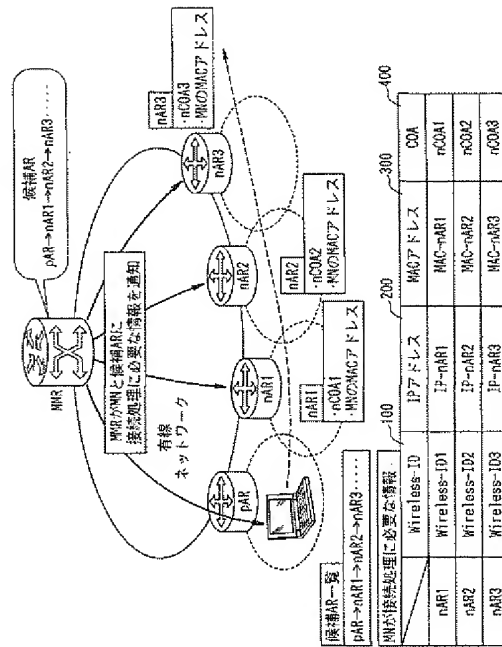 候補AR
pAR→nAR1→nAR2→nAR3・・・・・
MMR
MMRがMNと候補ARに
接続処理に必要な情報を通知
有線
ネットワーク
pAR
nAR1
nAR2
nAR3
nAR1
・nCOA1
・MNのMACアドレス
nAR2
・nCOA2
・MNのMACアドレス
nAR3
・nCOA3
・MNのMACアドレス
候補AR一覧
pAR→nAR1→nAR2→nAR3・・・・・
MNが接続処理に必要な情報
100 200 300 400
Wireless-ID IPアドレス MACアドレス COA
nAR1 Wireless-ID1 IP-nAR1 MAC-nAR1 nCOA1
nAR2 Wireless-ID2 IP-nAR2 MAC-nAR2 nCOA2
nAR3 Wireless-ID3 IP-nAR3 MAC-nAR3 nCOA3